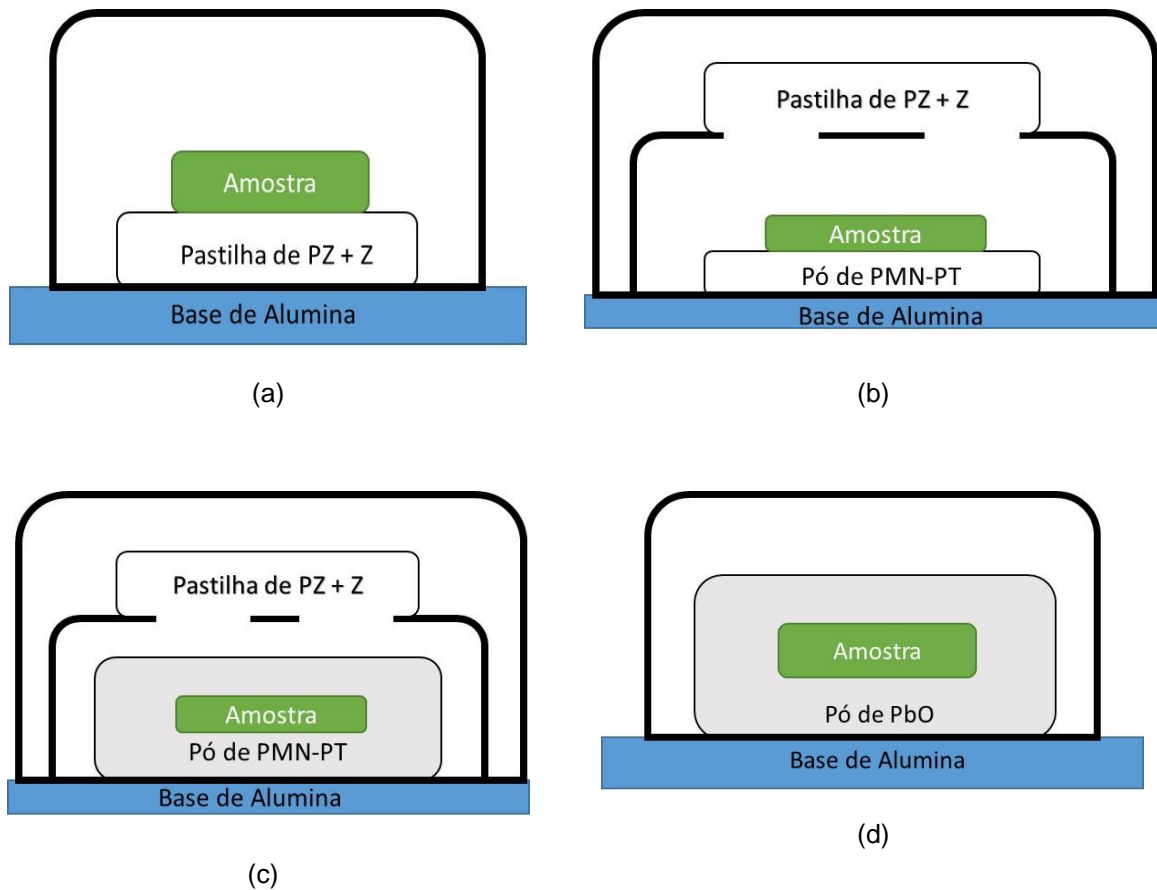 Amostra
Pastilha de PZ + Z
Base de Alumina
(a)
Pastilha de PZ + Z
Amostra
Pó de PMN-PT
Base de Alumina
(b)
Pastilha de PZ + Z
Amostra
Pó de PMN-PT
Base de Alumina
(c)
Amostra
Pó de PbO
Base de Alumina
(d)